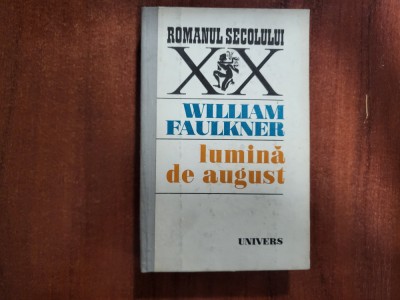 ROMANUL SECOLULUI
XX
WILLIAM
FAULKNER
lumină
de august
UNIVERS